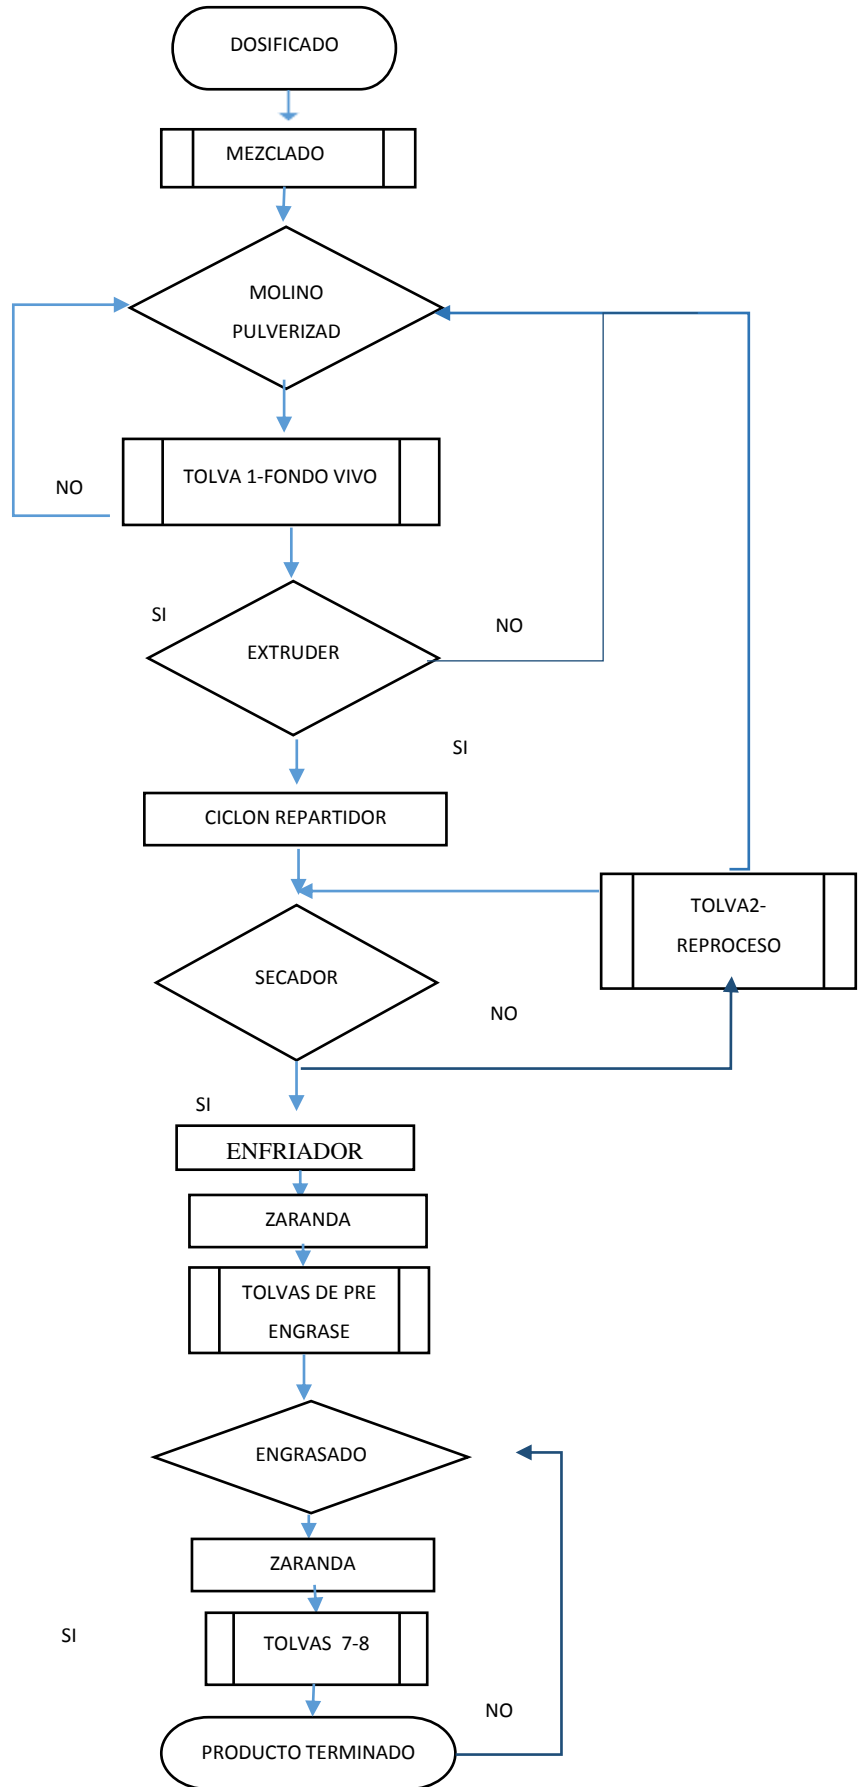 DOSIFICADO
MEZCLADO
MOLINO
PULVERIZAD
TOLVA 1-FONDO VIVO
NO
SI
EXTRUDER
NO
SI
CICLON REPARTIDOR
TOLVA2-
REPROCESO
SECADOR
NO
SI
ENFRIADOR
ZARANDA
TOLVAS DE PRE
ENGRASE
ENGRASADO
ZARANDA
SI
TOLVAS 7-8
NO
PRODUCTO TERMINADO